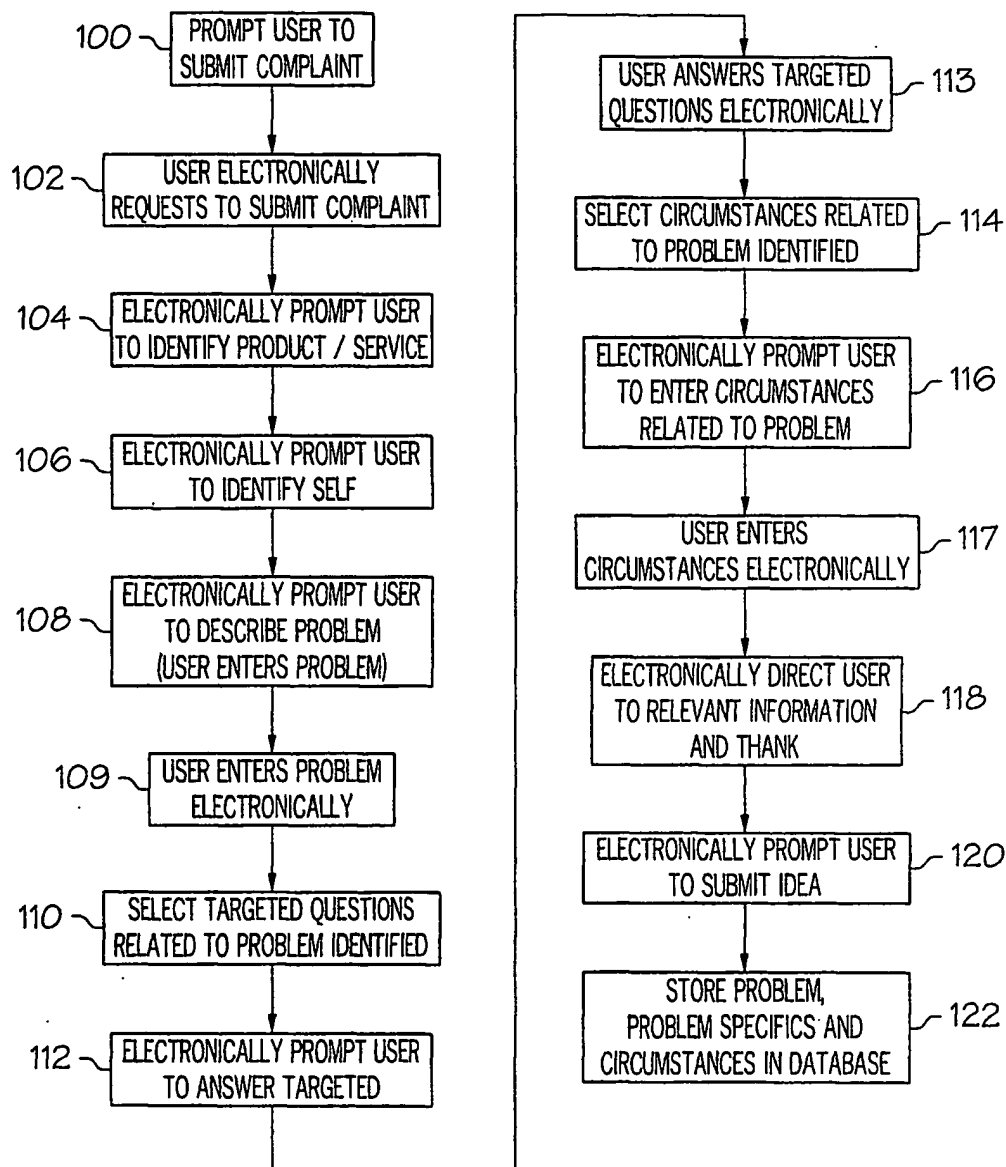 100
PROMPT USER TO
SUBMIT COMPLAINT
102
USER ELECTRONICALLY
REQUESTS TO SUBMIT COMPLAINT
104
ELECTRONICALLY PROMPT USER
TO IDENTIFY PRODUCT / SERVICE
106
ELECTRONICALLY PROMPT USER
TO IDENTIFY SELF
108
ELECTRONICALLY PROMPT USER
TO DESCRIBE PROBLEM
(USER ENTERS PROBLEM)
109
USER ENTERS PROBLEM
ELECTRONICALLY
110
SELECT TARGETED QUESTIONS
RELATED TO PROBLEM IDENTIFIED
112
ELECTRONICALLY PROMPT USER
TO ANSWER TARGETED
USER ANSWERS TARGETED
QUESTIONS ELECTRONICALLY
113
SELECT CIRCUMSTANCES RELATED
TO PROBLEM IDENTIFIED
114
ELECTRONICALLY PROMPT USER
TO ENTER CIRCUMSTANCES
RELATED TO PROBLEM
116
USER ENTERS
CIRCUMSTANCES ELECTRONICALLY
117
ELECTRONICALLY DIRECT USER
TO RELEVANT INFORMATION
AND THANK
118
ELECTRONICALLY PROMPT USER
TO SUBMIT IDEA
120
STORE PROBLEM,
PROBLEM SPECIFICS AND
CIRCUMSTANCES IN DATABASE
122